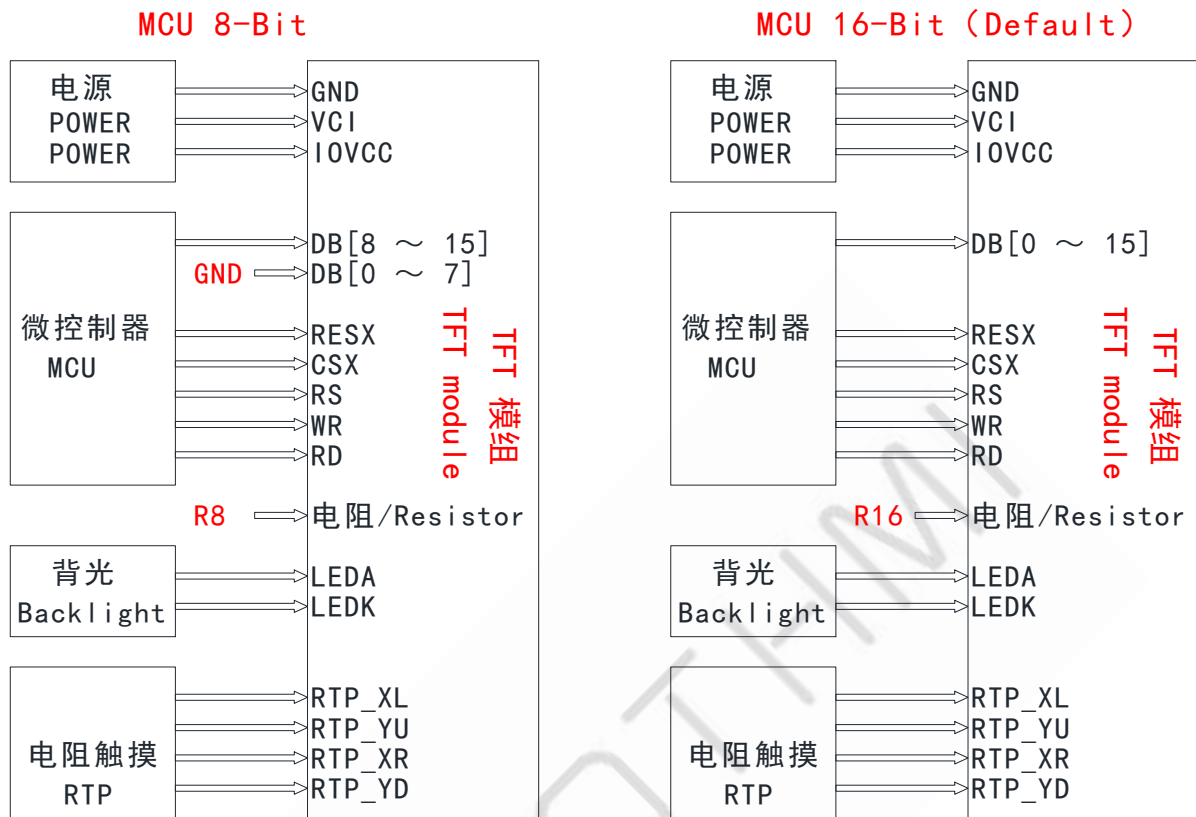 MCU 8-Bit
电源
POWER
POWER
GND
VCI
IOVCC
微控制器
MCU
DB[8 ～ 15]
GND
DB[0 ～ 7]
RESX
CSX
RS
WR
RD
TFT 模组
TFT module
R8
电阻/Resistor
背光
Backlight
LEDA
LEDK
电阻触摸
RTP
RTP_XL
RTP_YU
RTP_XR
RTP_YD
MCU 16-Bit (Default)
电源
POWER
POWER
GND
VCI
IOVCC
微控制器
MCU
DB[0 ～ 15]
RESX
CSX
RS
WR
RD
TFT 模组
TFT module
R16
电阻/Resistor
背光
Backlight
LEDA
LEDK
电阻触摸
RTP
RTP_XL
RTP_YU
RTP_XR
RTP_YD